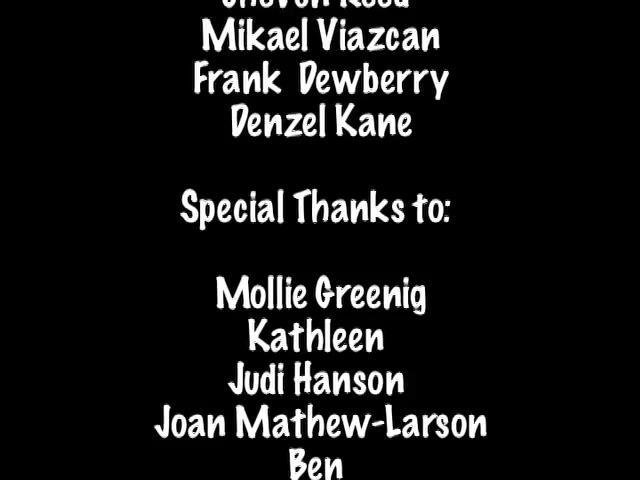 Mikael Viazcan
Frank Dewberry
Denzel Kane
Special Thanks to:
Mollie Greenig
Kathleen
Judi Hanson
Joan Mathew-Larson
Ben